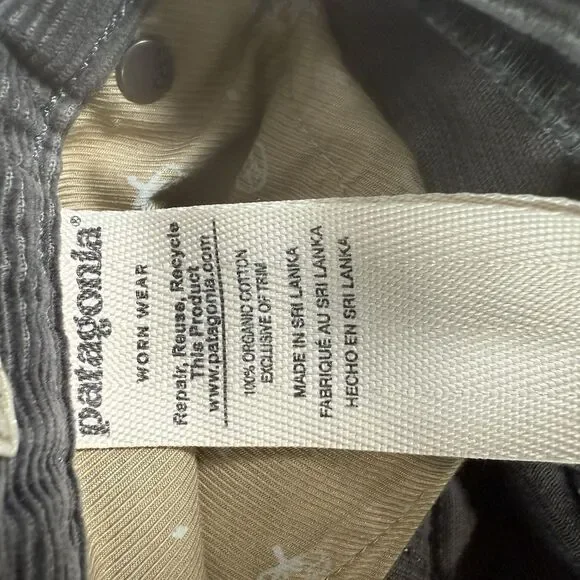 patagonia®
WORN WEAR
Repair, Reuse, Recycle
This Product
www.patagonia.com
100% ORGANIC COTTON
EXCLUSIVE OF TRIM
MADE IN SRI LANKA
FABRIQUÉ AU SRI LANKA
HECHO EN SRI LANKA